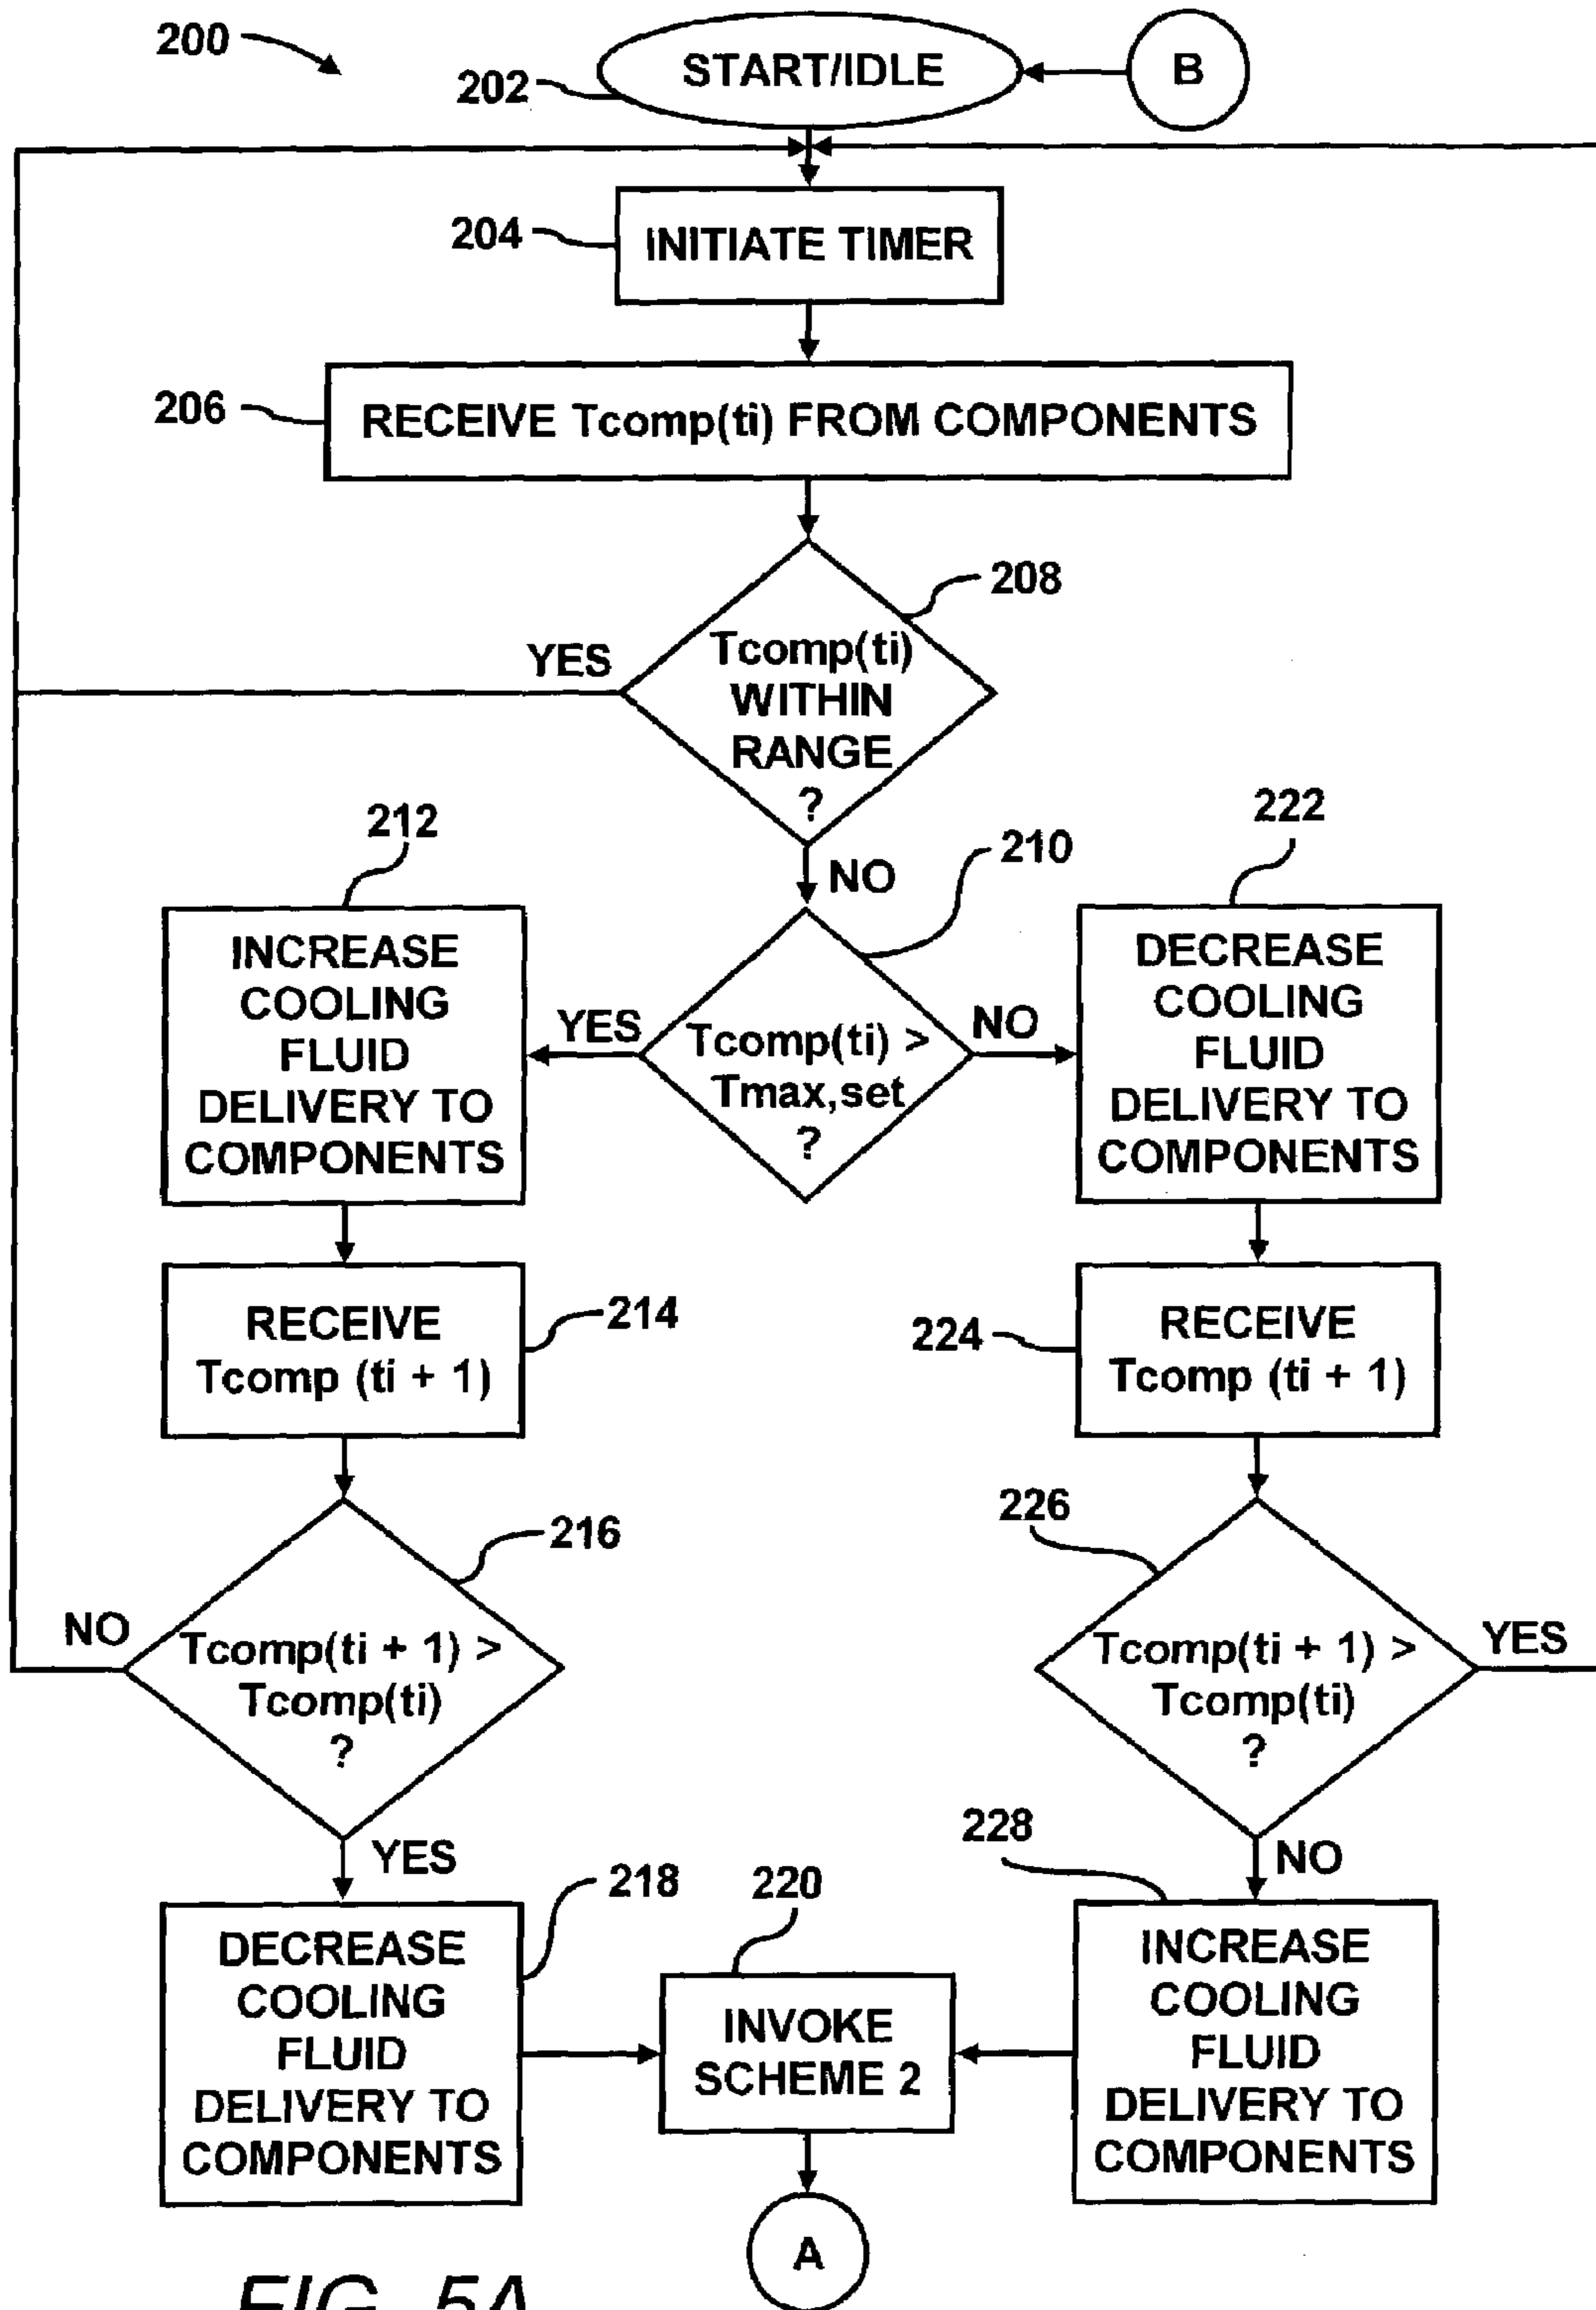 200
202
START/IDLE
B
204
INITIATE TIMER
206
RECEIVE Tcomp(ti) FROM COMPONENTS
208
YES
Tcomp(ti)
WITHIN
RANGE
?
NO
210
212
INCREASE
COOLING
FLUID
DELIVERY TO
COMPONENTS
YES
Tcomp(ti) >
Tmax,set
?
NO
222
DECREASE
COOLING
FLUID
DELIVERY TO
COMPONENTS
214
RECEIVE
Tcomp (ti + 1)
224
RECEIVE
Tcomp (ti + 1)
216
NO
Tcomp(ti + 1) >
Tcomp(ti)
?
YES
226
Tcomp(ti + 1) >
Tcomp(ti)
?
YES
NO
218
DECREASE
COOLING
FLUID
DELIVERY TO
COMPONENTS
220
INVOKE
SCHEME 2
228
INCREASE
COOLING
FLUID
DELIVERY TO
COMPONENTS
A
FIG. 5A